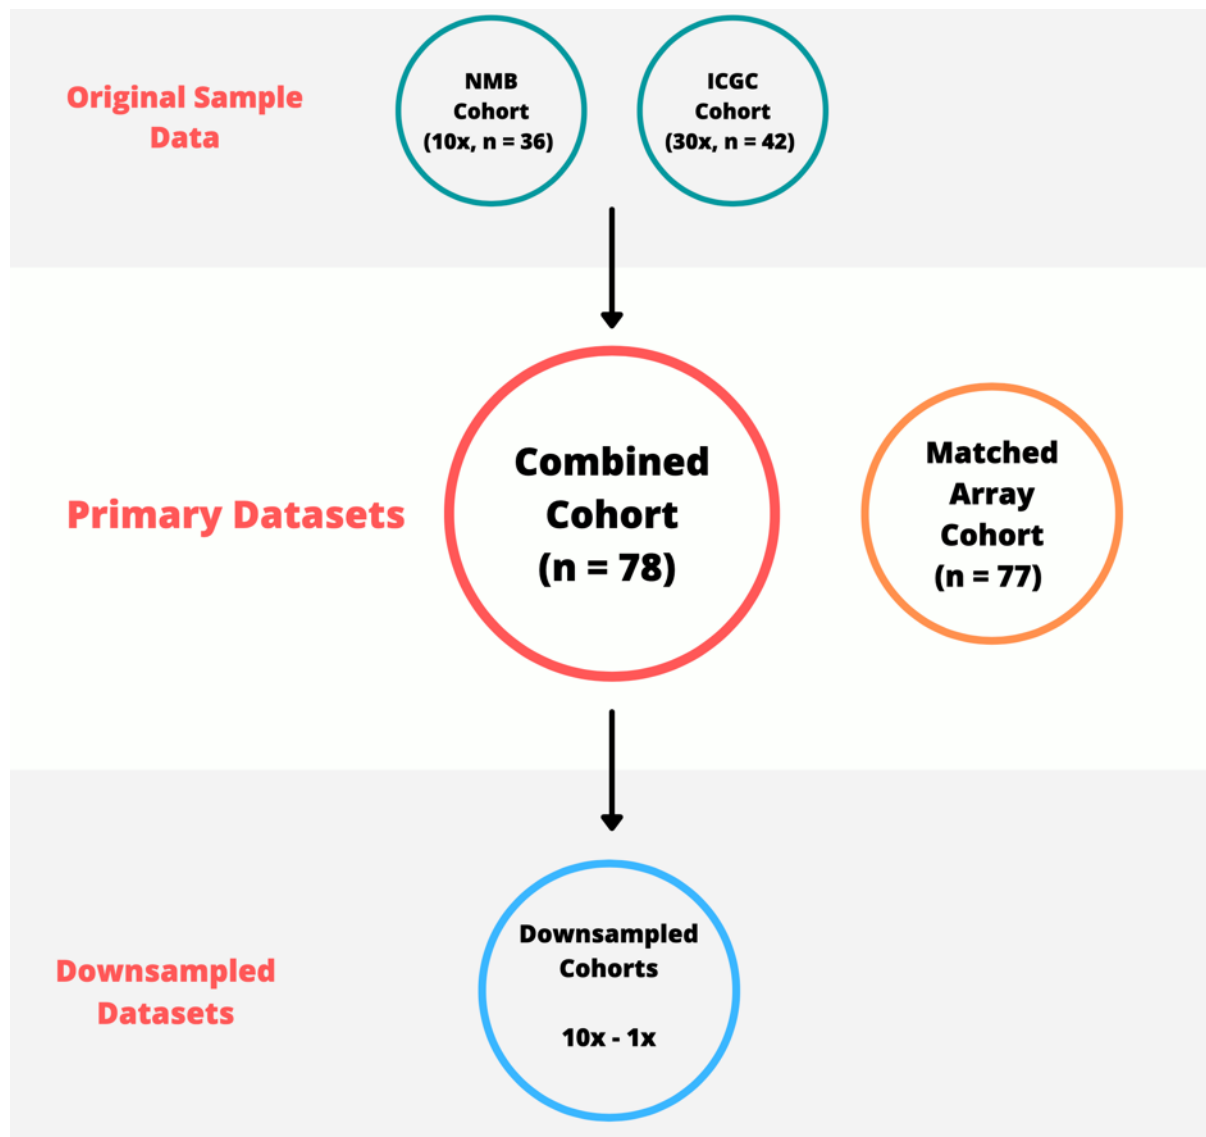 Original Sample
Data
NMB
Cohort
(10x, n = 36)
ICGC
Cohort
(30x, n = 42)
Primary Datasets
Combined
Cohort
(n = 78)
Matched
Array
Cohort
(n = 77)
Downsampled
Datasets
Downsampled
Cohorts
10x - 1x